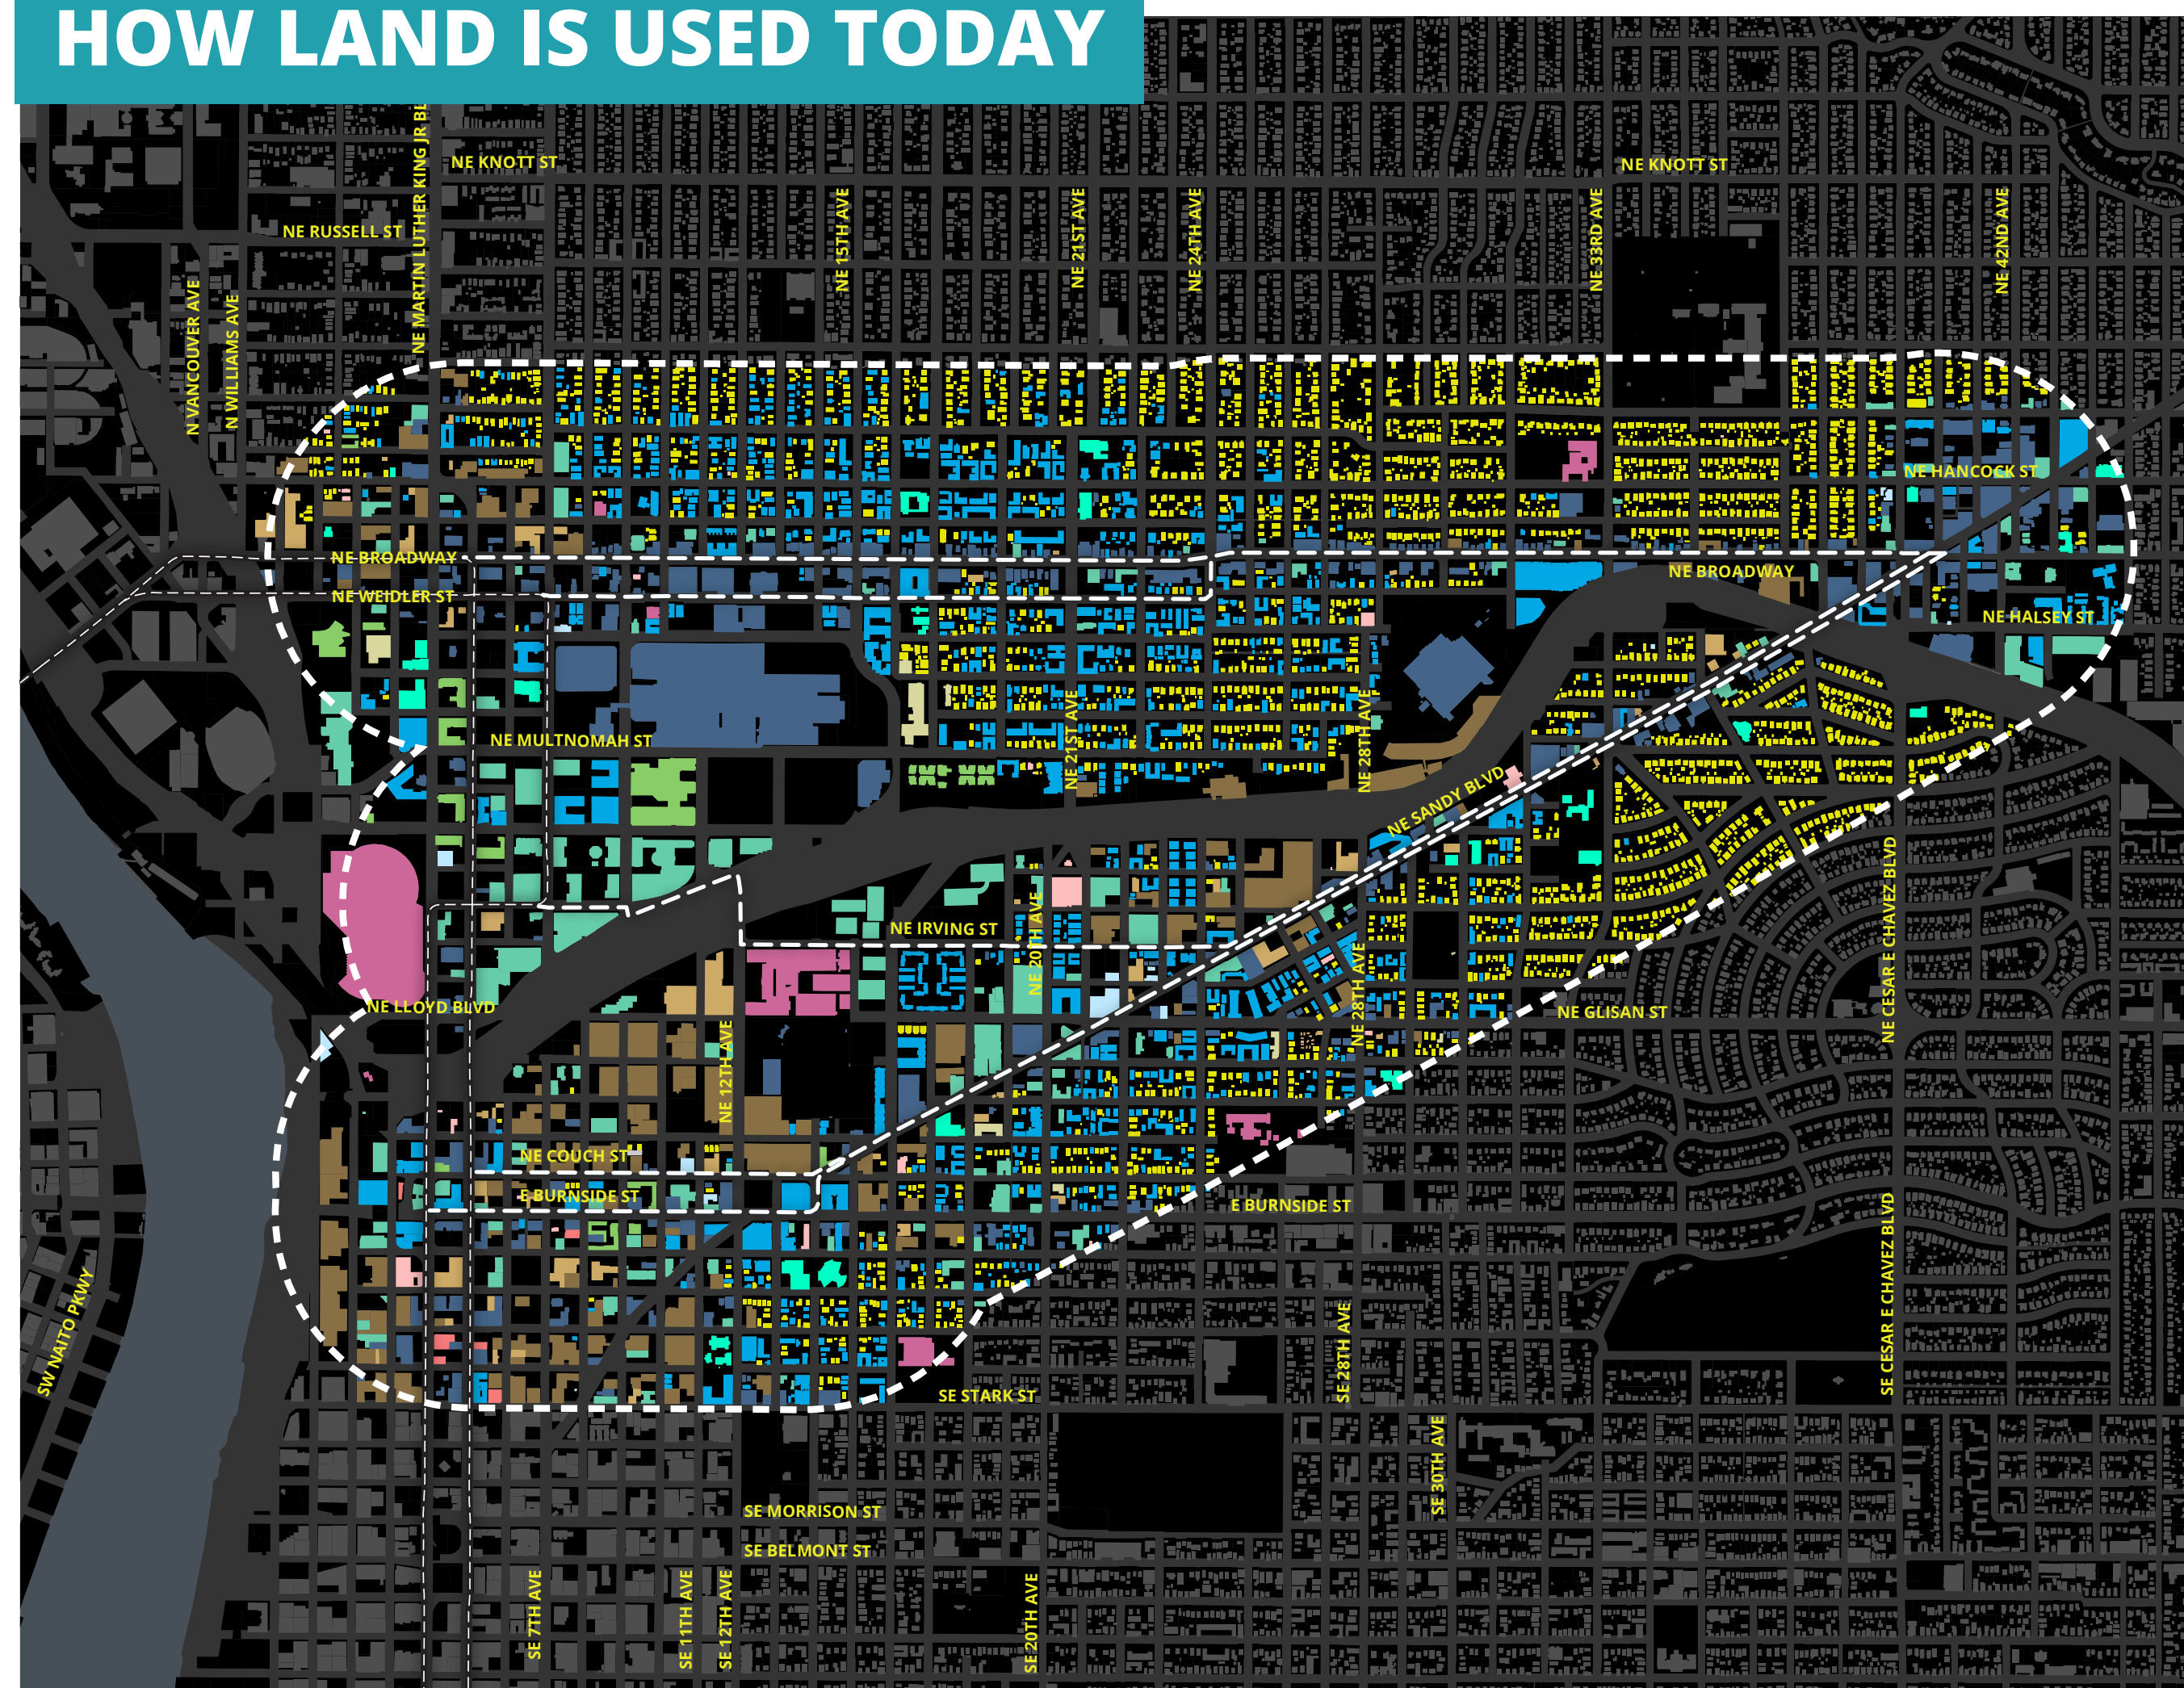 HOW LAND IS USED TODAY
NE MARTIN LUTHER KING JR
NE KNOTT ST
NE KNOTT ST
NE RUSSELL ST
NE 15TH AVE
NE 21ST AVE
NE 24TH AVE
NE 33RD AVE
NE 42ND AVE
N VANCOUVER AVE
N WILLIAMS AVE
NE HANCOCK ST
NE BROADWAY
NE BROADWAY
NE WEIDLER ST
NE HALSEY ST
NE MULTNOMAH ST
NE 21ST AVE
NE 28TH AVE
NE SANDY BLVD
NE CESAR E CHAVEZ BLVD
NE IRVING ST
NE 20TH AVE
NE 28TH AVE
NE LLOYD BLVD
NE GLISAN ST
NE 12TH AVE
NE COUCH ST
E BURNSIDE ST
E BURNSIDE ST
SE CESAR E CHAVEZ BLVD
SW NAITO PKWY
SE 28TH AVE
SE STARK ST
SE 30TH AVE
SE MORRISON ST
SE BELMONT ST
SE 7TH AVE
SE 11TH AVE
SE 12TH AVE
SE 20TH AVE